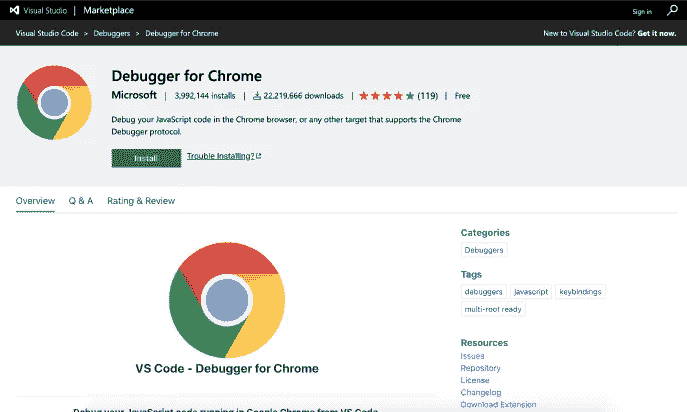 Visual Studio | Marketplace
Sign in
Visual Studio Code > Debuggers > Debugger for Chrome
New to Visual Studio Code? Get it now.
Debugger for Chrome
Microsoft | 3,992,144 installs | 22,219,666 downloads | (119) | Free
Debug your JavaScript code in the Chrome browser, or any other target that supports the Chrome
Debugger protocol.
Install
Trouble Installing?
Overview Q & A Rating & Review
Categories
Debuggers
Tags
debuggers javascript keybindings
multi-root ready
VS Code - Debugger for Chrome
Resources
Issues
Repository
License
Changelog
Download Extension
Debug your JavaScript code running in Google Chrome from VS Code.